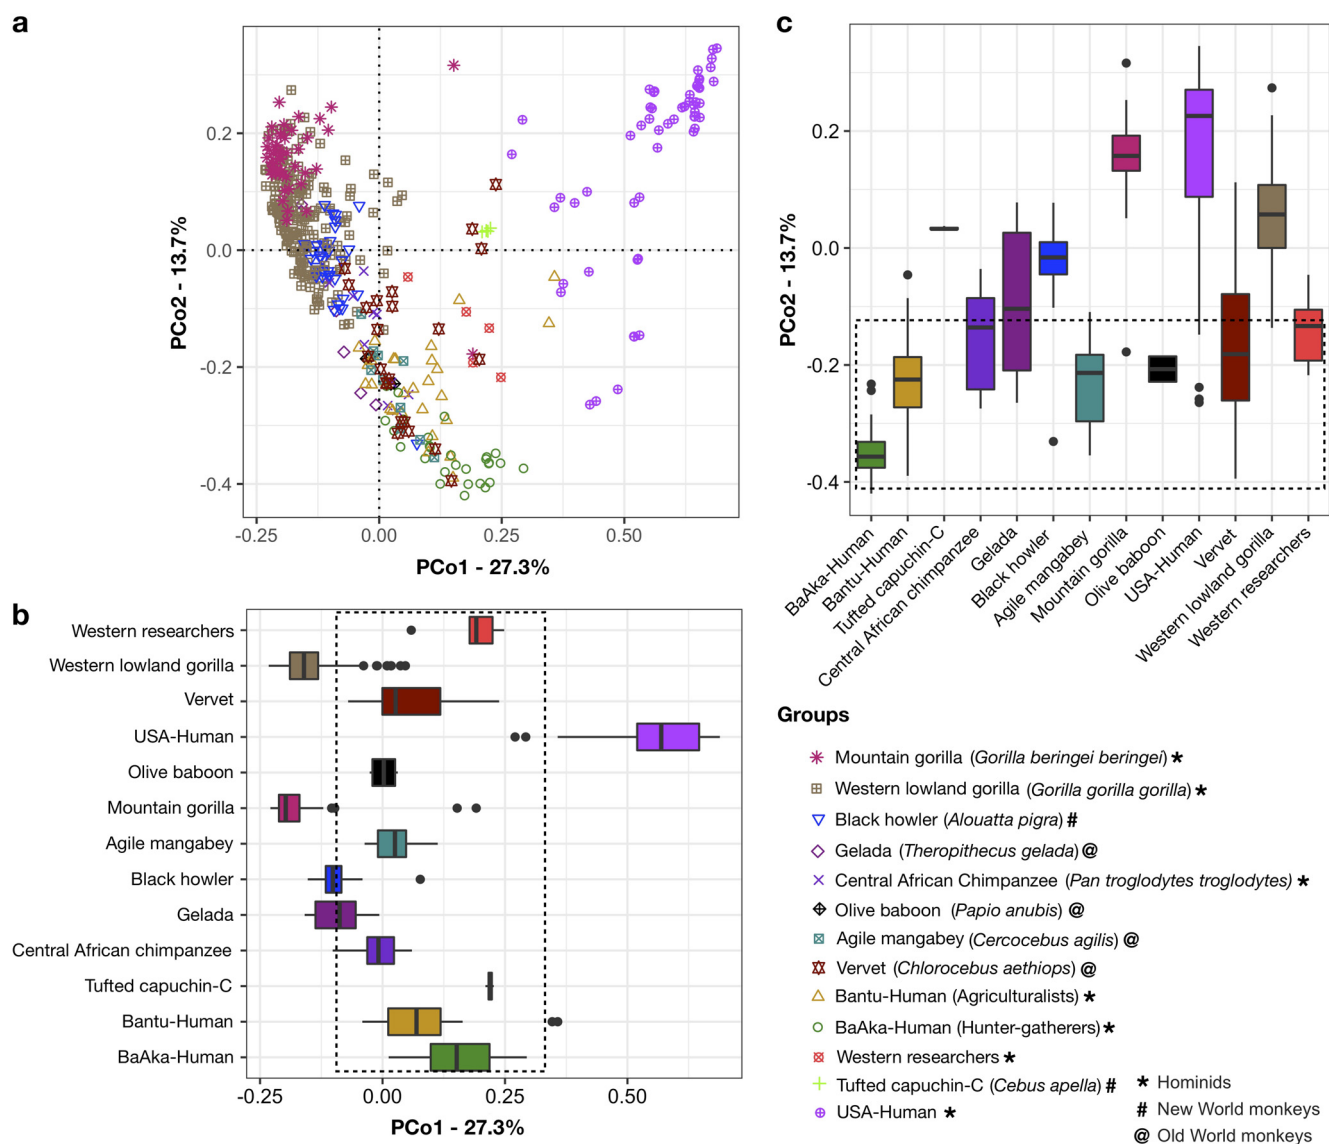 a
PCo2 - 13.7%
0.2
0.0
-0.2
-0.4
-0.25
0.00
0.25
0.50
PCo1 - 27.3%
b
Western researchers
Western lowland gorilla
Vervet
USA-Human
Olive baboon
Mountain gorilla
Agile mangabey
Black howler
Gelada
Central African chimpanzee
Tufted capuchin-C
Bantu-Human
BaAka-Human
-0.25
0.00
0.25
0.50
PCo1 - 27.3%
c
PCo2 - 13.7%
0.2
0.0
-0.2
-0.4
BaAka-Human
Bantu-Human
Tufted capuchin-C
Central African chimpanzee
Gelada
Black howler
Agile mangabey
Mountain gorilla
Olive baboon
USA-Human
Vervet
Western lowland gorilla
Western researchers
Groups
Mountain gorilla (Gorilla beringei beringei) *
Western lowland gorilla (Gorilla gorilla gorilla) *
Black howler (Alouatta pigra) #
Gelada (Theropithecus gelada) @
Central African Chimpanzee (Pan troglodytes troglodytes) *
Olive baboon (Papio anubis) @
Agile mangabey (Cercocebus agilis) @
Vervet (Chlorocebus aethiops) @
Bantu-Human (Agriculturalists) *
BaAka-Human (Hunter-gatherers) *
Western researchers *
Tufted capuchin-C (Cebus apella) #
USA-Human *
* Hominids
# New World monkeys
@ Old World monkeys